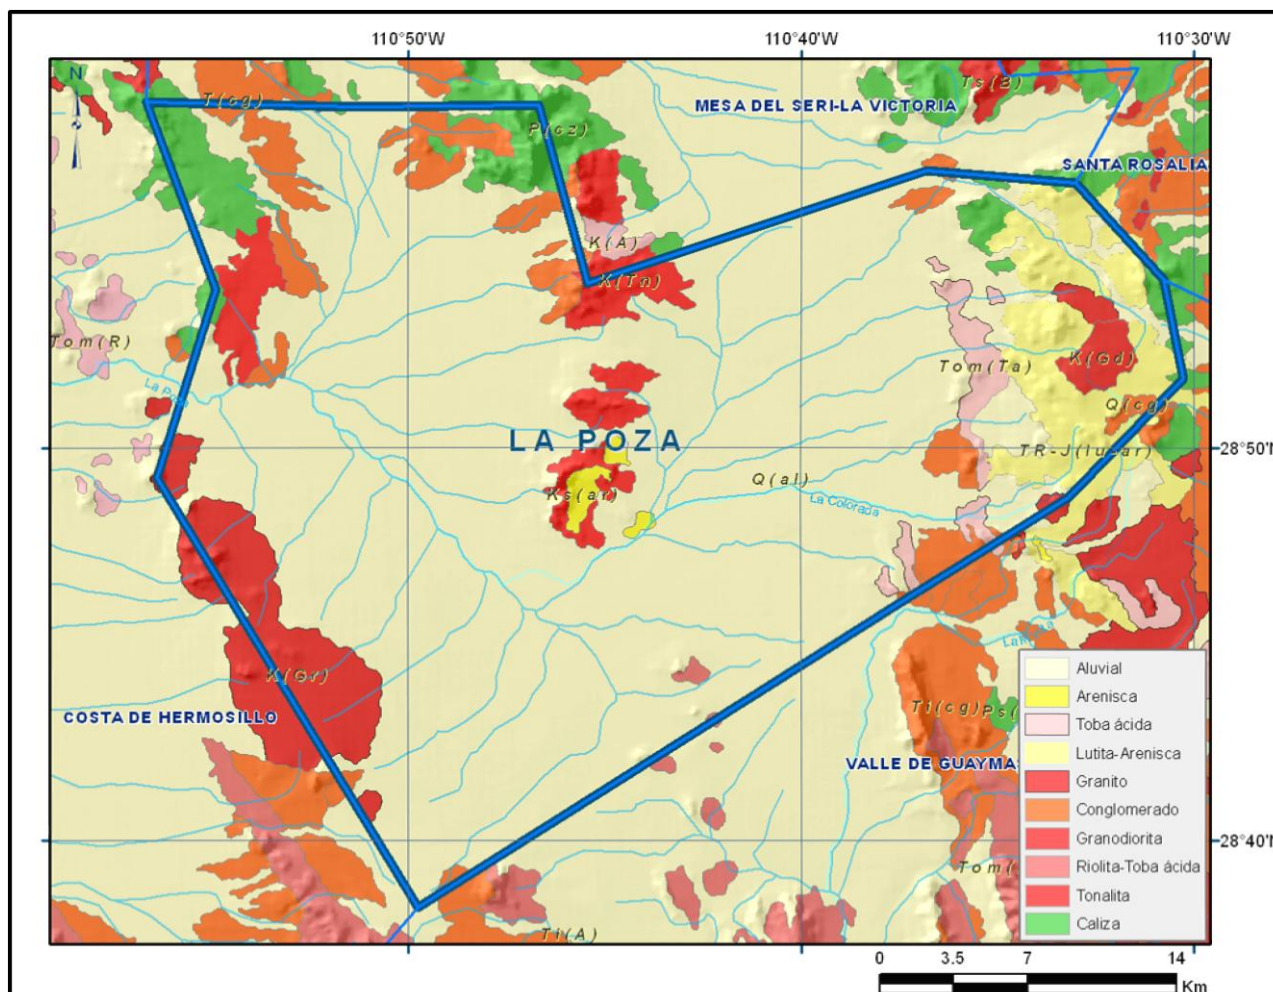 110°50'W 110°40'W 110°30'W
N
T(cg)
Ts(B)
MESA DEL SERI-LA VICTORIA
P(cz)
SANTA ROSALIA
K(A)
K(Tn)
Tom(R)
K(Gd)
Tom(Ta)
La Poza
Q(cg)
LA POZA
28°50'N
TR-J(lu-ar)
Q(al)
Ks(ar)
La Colorada
K(Gr)
COSTA DE HERMOSILLO
Ti(cg) Ps(
VALLE DE GUAYMAS
28°40'N
Tom(
Ti(A)
Aluvial
Arenisca
Toba ácida
Lutita-Arenisca
Granito
Conglomerado
Granodiorita
Riolita-Toba ácida
Tonalita
Caliza
0 3.5 7 14
Km